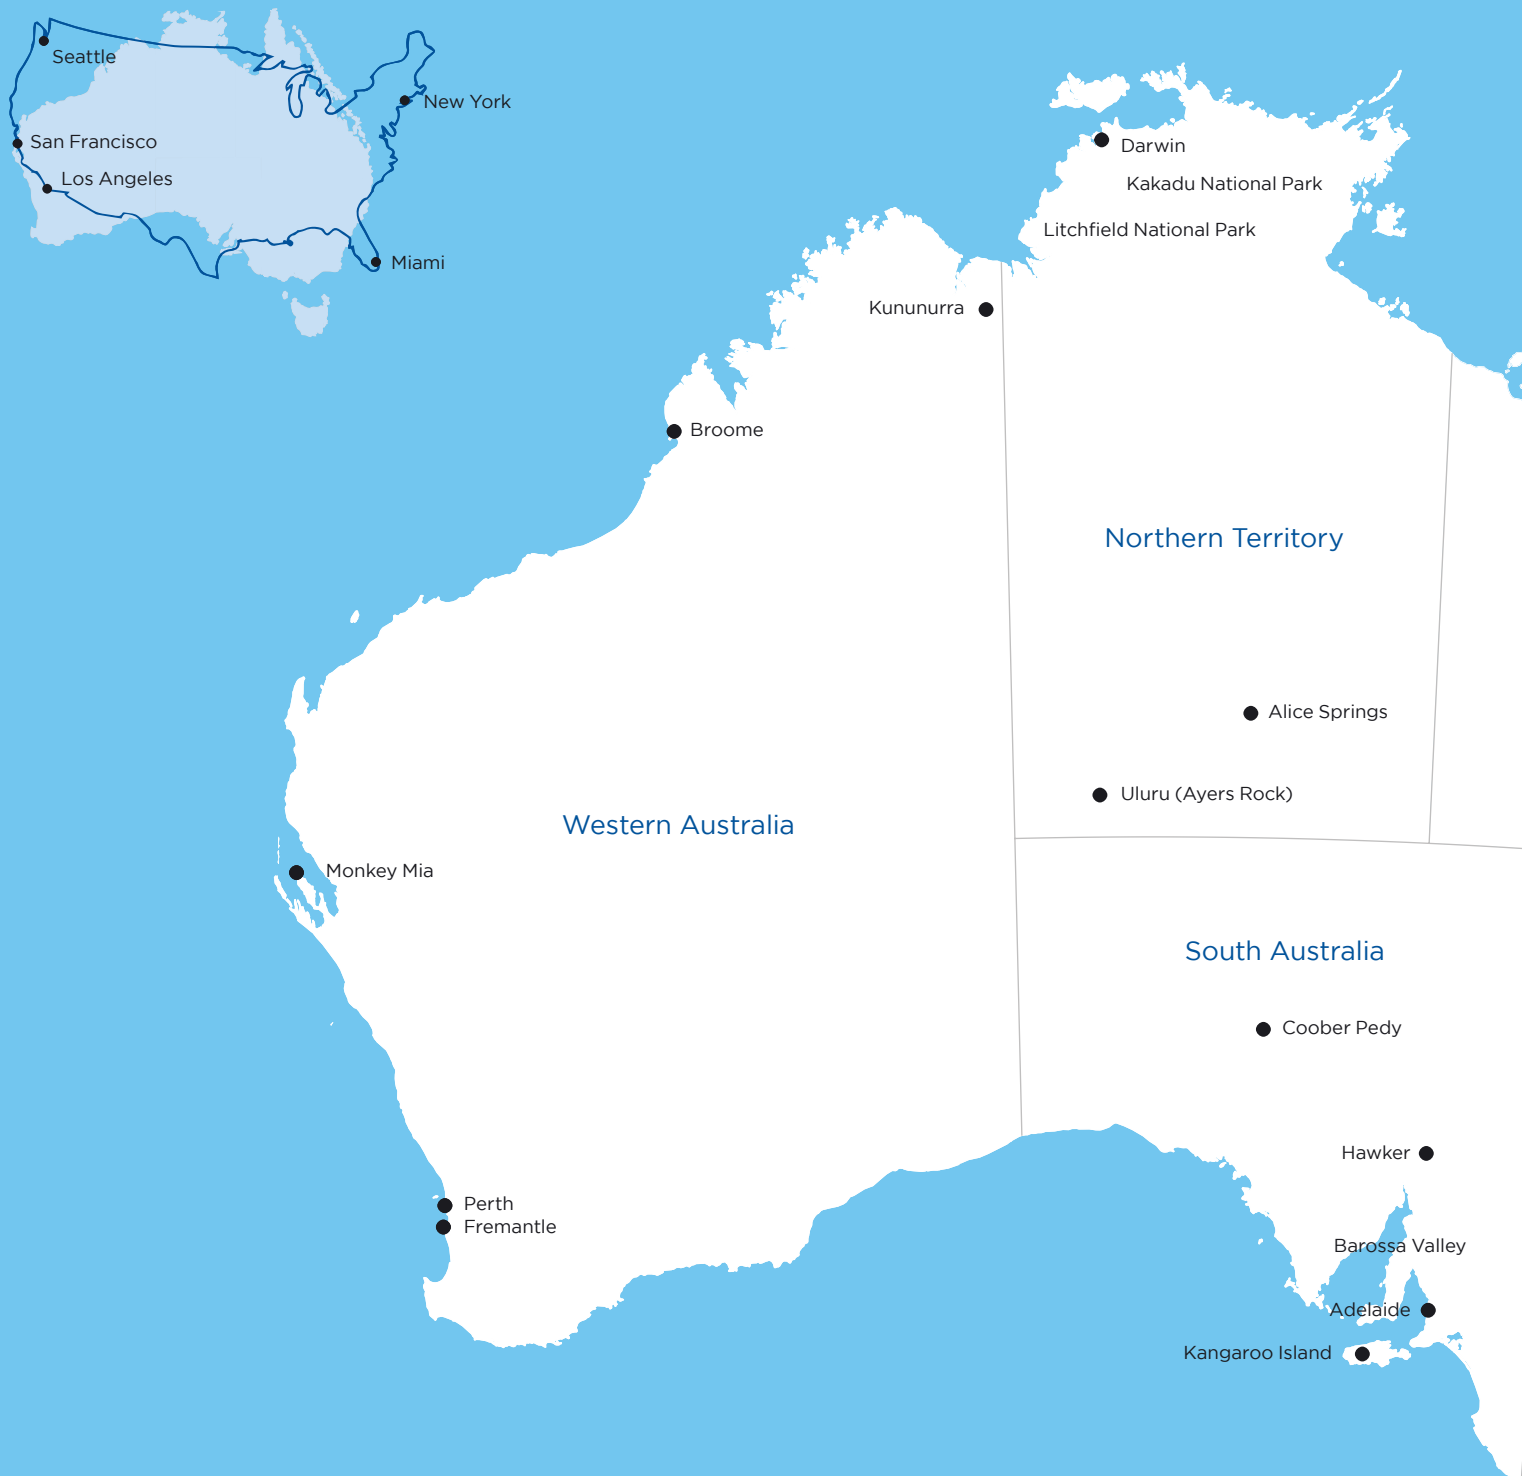 Seattle
New York
San Francisco
Los Angeles
Miami
Darwin
Kakadu National Park
Litchfield National Park
Kununurra
Broome
Northern Territory
Alice Springs
Uluru (Ayers Rock)
Western Australia
Monkey Mia
South Australia
Coober Pedy
Hawker
Perth
Fremantle
Barossa Valley
Adelaide
Kangaroo Island